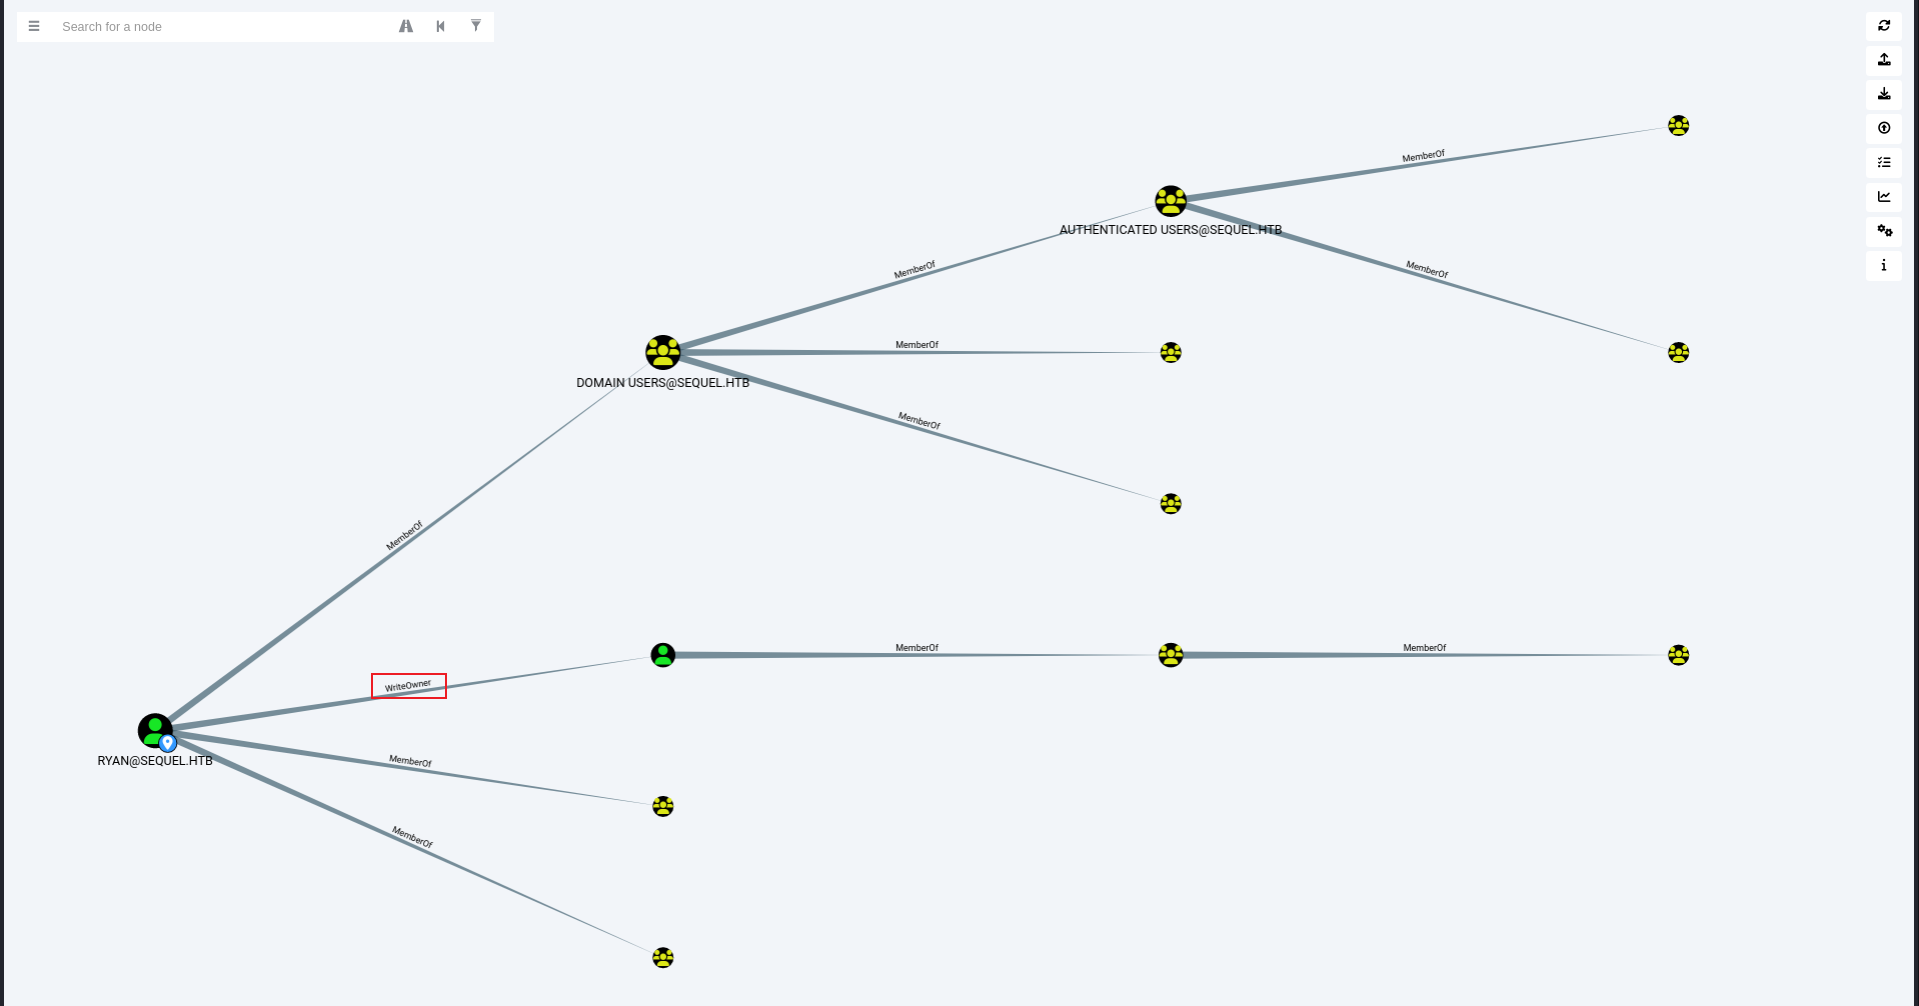 Search for a node
MemberOf
AUTHENTICATED USERS@SEQUEL.HTB
MemberOf
MemberOf
MemberOf
DOMAIN USERS@SEQUEL.HTB
MemberOf
MemberOf
MemberOf
MemberOf
WriteOwner
RYAN@SEQUEL.HTB
MemberOf
MemberOf